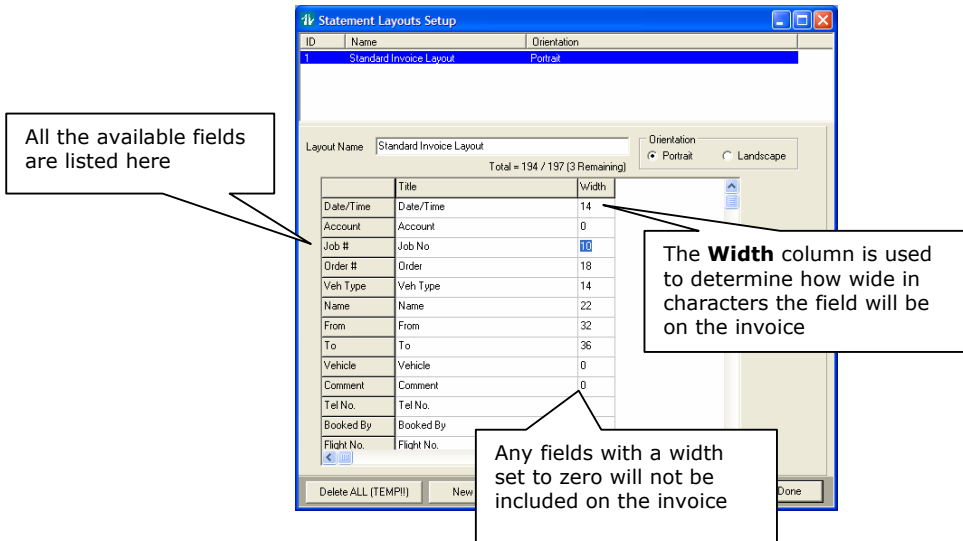 Statement Layouts Setup
ID Name Orientation
1 Standard Invoice Layout Portrait
All the available fields
are listed here
Layout Name Standard Invoice Layout
Orientation
Portrait Landscape
Total = 194 / 197 (3 Remaining)
Title Width
Date/Time Date/Time 14
Account Account 0
Job # Job No 10
Order # Order 18
Veh Type Veh Type 14
Name Name 22
From From 32
To To 36
Vehicle Vehicle 0
Comment Comment 0
Tel No. Tel No.
Booked By Booked By
Flight No. Flight No.
The Width column is used
to determine how wide in
characters the field will be
on the invoice
Any fields with a width
set to zero will not be
included on the invoice
Delete ALL (TEMP!!) New Done